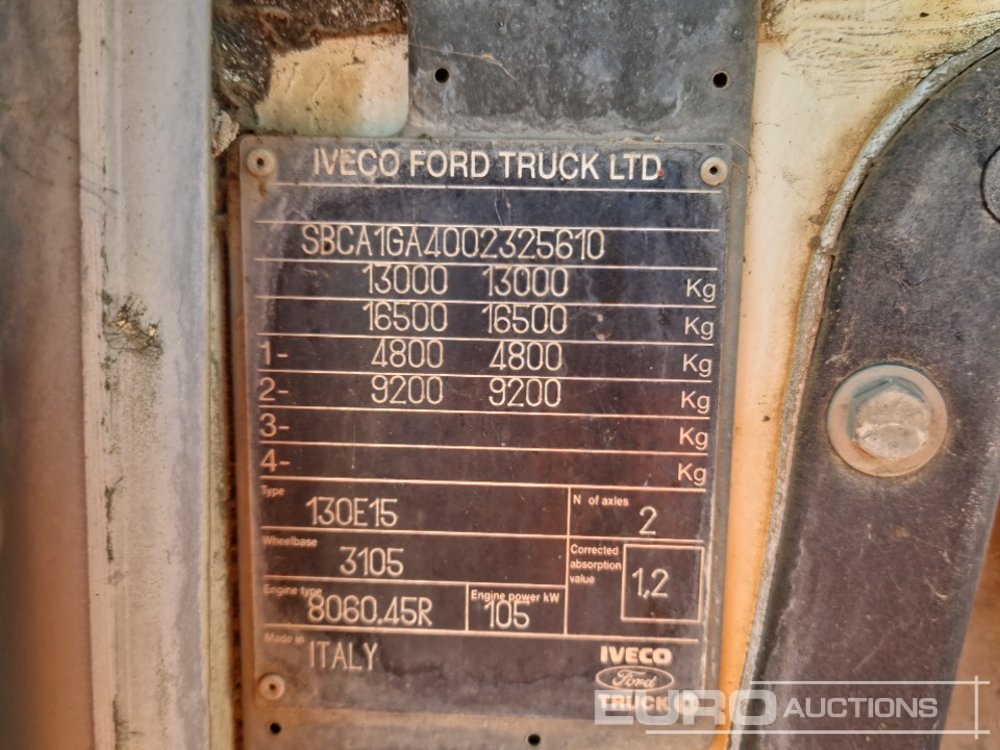 IVECO FORD TRUCK LTD.
SBCA1GA4002325610
13000 13000 Kg
16500 16500 Kg
1- 4800 4800 Kg
2- 9200 9200 Kg
3- Kg
4- Kg
Type 130E15
N of axles 2
Wheelbase 3105
Corrected absorption value 1,2
Engine type 8060.45R
Engine power kW 105
Made in ITALY
IVECO
Ford
TRUCK
EURO AUCTIONS